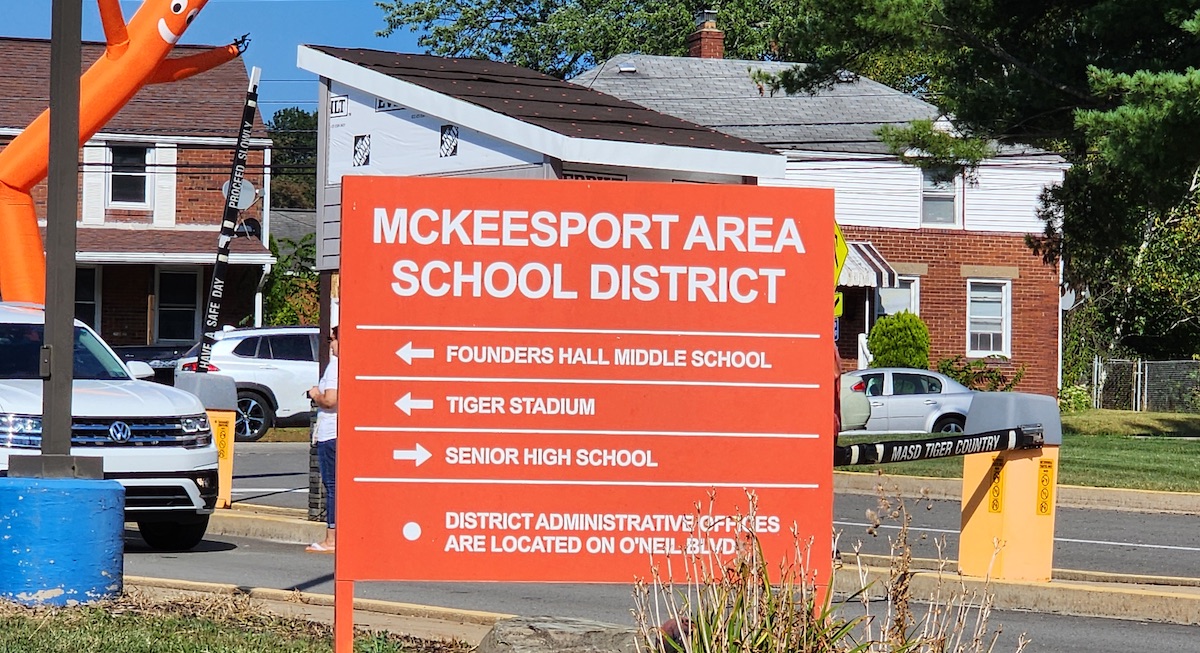 MCKEESPORT AREA
SCHOOL DISTRICT
FOUNDERS HALL MIDDLE SCHOOL
TIGER STADIUM
SENIOR HIGH SCHOOL
DISTRICT ADMINISTRATIVE OFFICES
ARE LOCATED ON O'NEIL BLVD.
HAVE A SAFE DAY
PROCEED SLOWLY
MASD TIGER COUNTRY